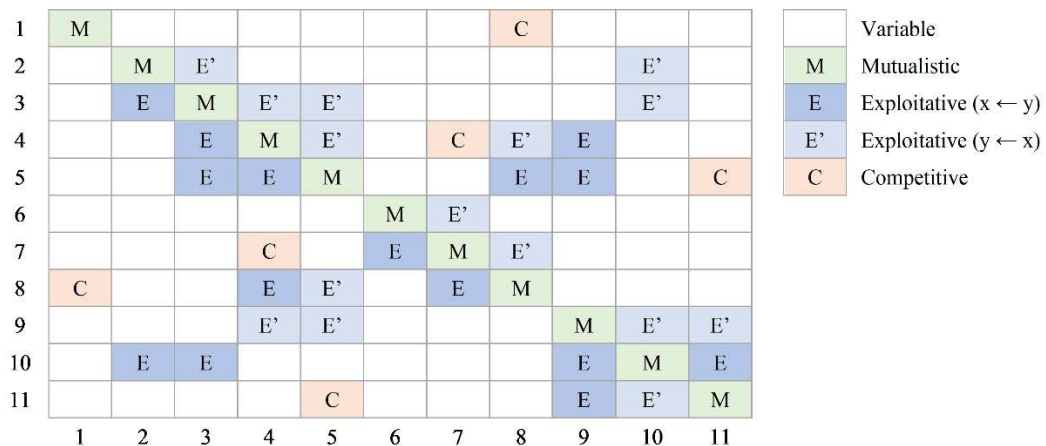 1 M C Variable
2 M E’ E’ M Mutualistic
3 E M E’ E’ E’ E Exploitative (x ← y)
4 E M E’ C E’ E E’ Exploitative (y ← x)
5 E E M E E C C Competitive
6 M E’
7 C E M E’
8 C E E’ E M
9 E’ E’ M E’ E’
10 E E E M E
11 C E E’ M
1 2 3 4 5 6 7 8 9 10 11